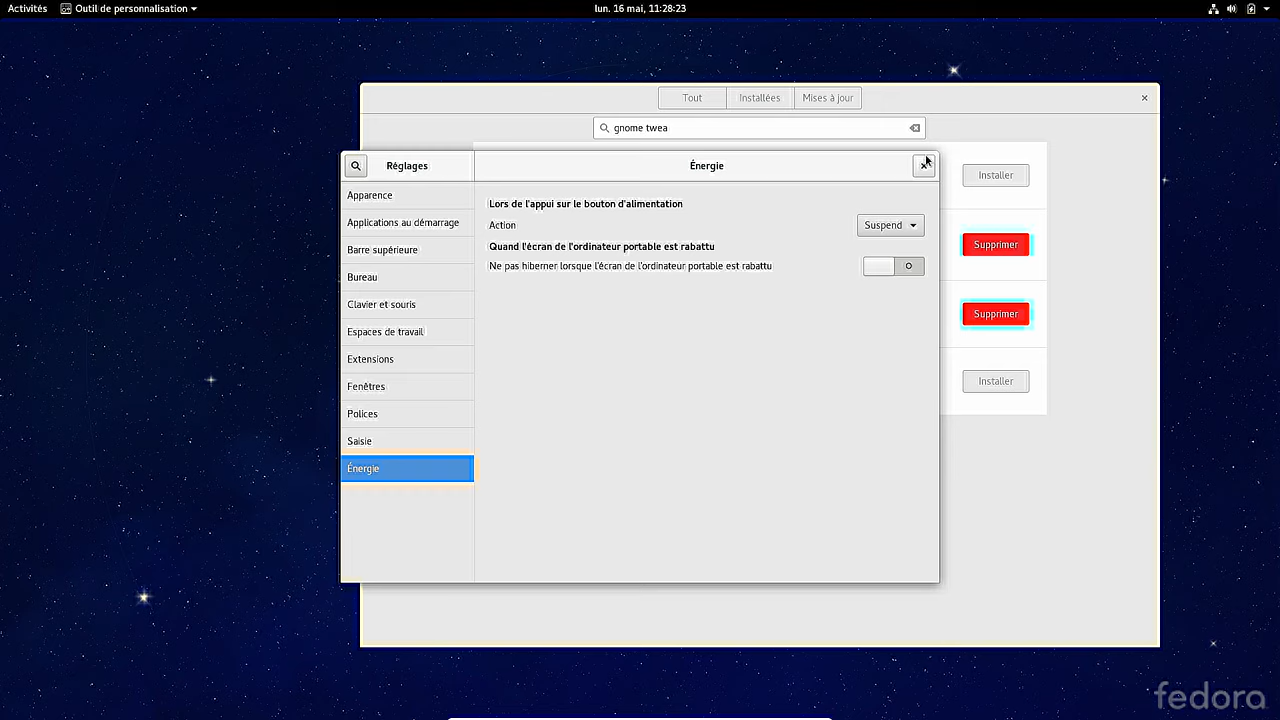 Activités
Outil de personnalisation
lun. 16 mai, 11:28:23
Tout
Installées
Mises à jour
gnome twea
Installer
Supprimer
Supprimer
Installer
Réglages
Énergie
Apparence
Applications au démarrage
Barre supérieure
Bureau
Clavier et souris
Espaces de travail
Extensions
Fenêtres
Polices
Saisie
Énergie
Lors de l'appui sur le bouton d'alimentation
Action
Suspend
Quand l'écran de l'ordinateur portable est rabattu
Ne pas hiberner lorsque l'écran de l'ordinateur portable est rabattu
fedora